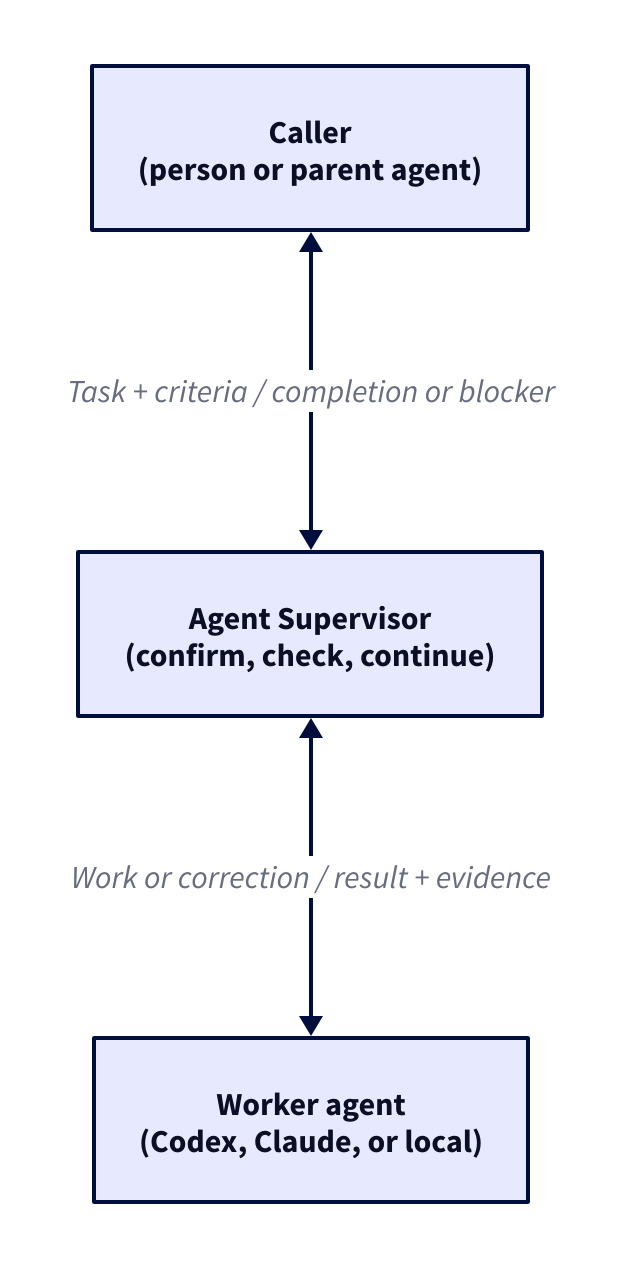 Caller
(person or parent agent)
Task + criteria / completion or blocker
Agent Supervisor
(confirm, check, continue)
Work or correction / result + evidence
Worker agent
(Codex, Claude, or local)